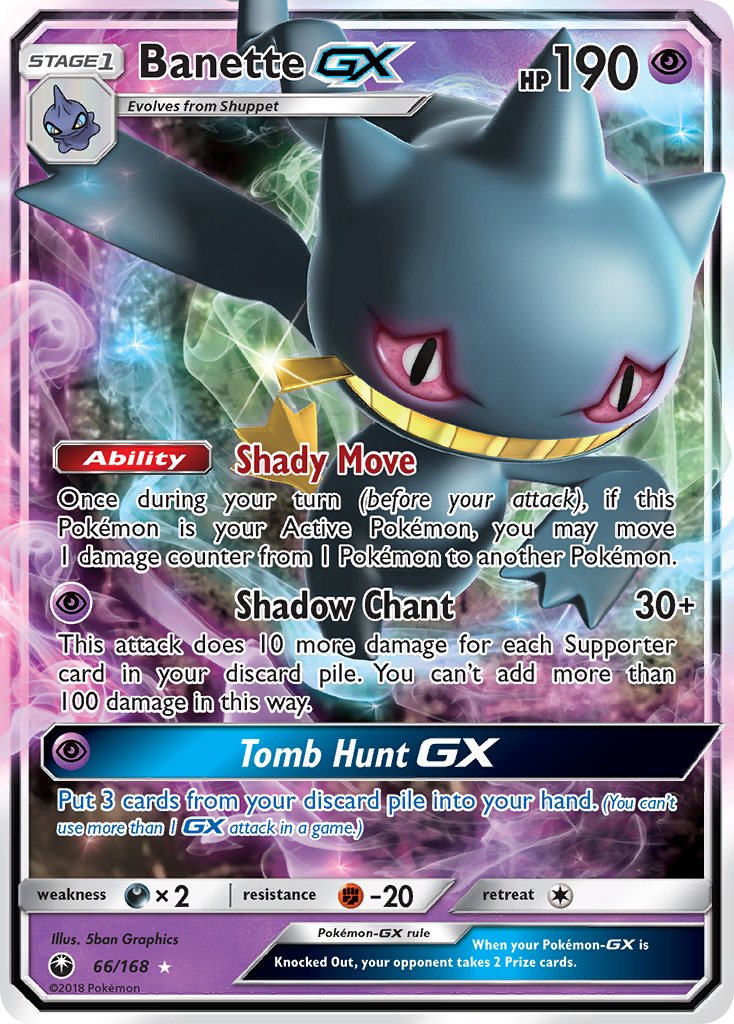 STAGE 1 Banette GX HP 190
Evolves from Shuppet
Ability Shady Move
Once during your turn (before your attack), if this
Pokémon is your Active Pokémon, you may move
1 damage counter from 1 Pokémon to another Pokémon.
Shadow Chant 30+
This attack does 10 more damage for each Supporter
card in your discard pile. You can't add more than
100 damage in this way.
Tomb Hunt GX
Put 3 cards from your discard pile into your hand. (You can't
use more than 1 GX attack in a game.)
weakness ×2 resistance -20 retreat
Illus. 5ban Graphics
Pokémon-GX rule
When your Pokémon-GX is
Knocked Out, your opponent takes 2 Prize cards.
66/168
©2018 Pokémon